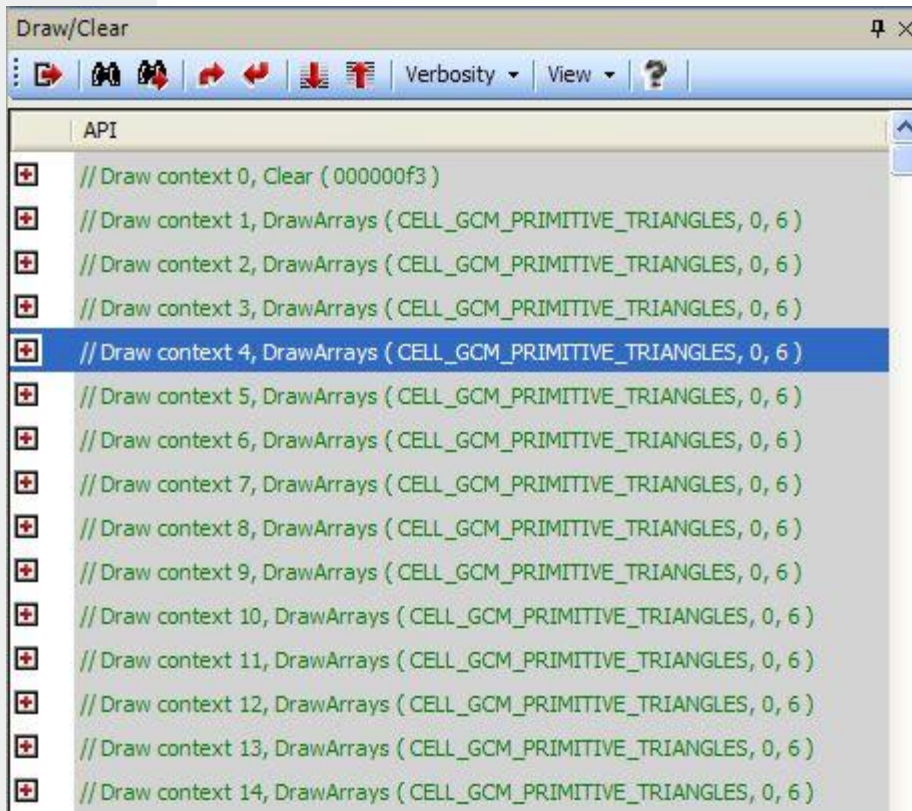 Draw/Clear
Verbosity View
API
// Draw context 0, Clear ( 000000f3 )
// Draw context 1, DrawArrays ( CELL_GCM_PRIMITIVE_TRIANGLES, 0, 6 )
// Draw context 2, DrawArrays ( CELL_GCM_PRIMITIVE_TRIANGLES, 0, 6 )
// Draw context 3, DrawArrays ( CELL_GCM_PRIMITIVE_TRIANGLES, 0, 6 )
// Draw context 4, DrawArrays ( CELL_GCM_PRIMITIVE_TRIANGLES, 0, 6 )
// Draw context 5, DrawArrays ( CELL_GCM_PRIMITIVE_TRIANGLES, 0, 6 )
// Draw context 6, DrawArrays ( CELL_GCM_PRIMITIVE_TRIANGLES, 0, 6 )
// Draw context 7, DrawArrays ( CELL_GCM_PRIMITIVE_TRIANGLES, 0, 6 )
// Draw context 8, DrawArrays ( CELL_GCM_PRIMITIVE_TRIANGLES, 0, 6 )
// Draw context 9, DrawArrays ( CELL_GCM_PRIMITIVE_TRIANGLES, 0, 6 )
// Draw context 10, DrawArrays ( CELL_GCM_PRIMITIVE_TRIANGLES, 0, 6 )
// Draw context 11, DrawArrays ( CELL_GCM_PRIMITIVE_TRIANGLES, 0, 6 )
// Draw context 12, DrawArrays ( CELL_GCM_PRIMITIVE_TRIANGLES, 0, 6 )
// Draw context 13, DrawArrays ( CELL_GCM_PRIMITIVE_TRIANGLES, 0, 6 )
// Draw context 14, DrawArrays ( CELL_GCM_PRIMITIVE_TRIANGLES, 0, 6 )